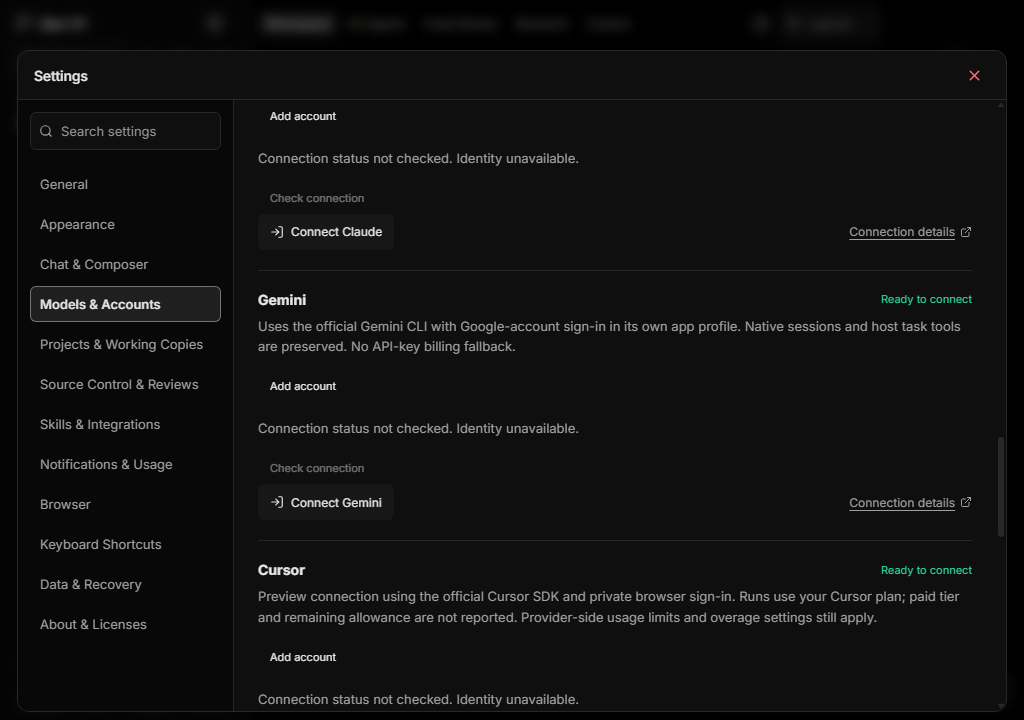 Settings
Search settings
General
Appearance
Chat & Composer
Models & Accounts
Projects & Working Copies
Source Control & Reviews
Skills & Integrations
Notifications & Usage
Browser
Keyboard Shortcuts
Data & Recovery
About & Licenses
Add account
Connection status not checked. Identity unavailable.
Check connection
Connect Claude
Connection details
Gemini
Ready to connect
Uses the official Gemini CLI with Google-account sign-in in its own app profile. Native sessions and host task tools
are preserved. No API-key billing fallback.
Add account
Connection status not checked. Identity unavailable.
Check connection
Connect Gemini
Connection details
Cursor
Ready to connect
Preview connection using the official Cursor SDK and private browser sign-in. Runs use your Cursor plan; paid tier
and remaining allowance are not reported. Provider-side usage limits and overage settings still apply.
Add account
Connection status not checked. Identity unavailable.